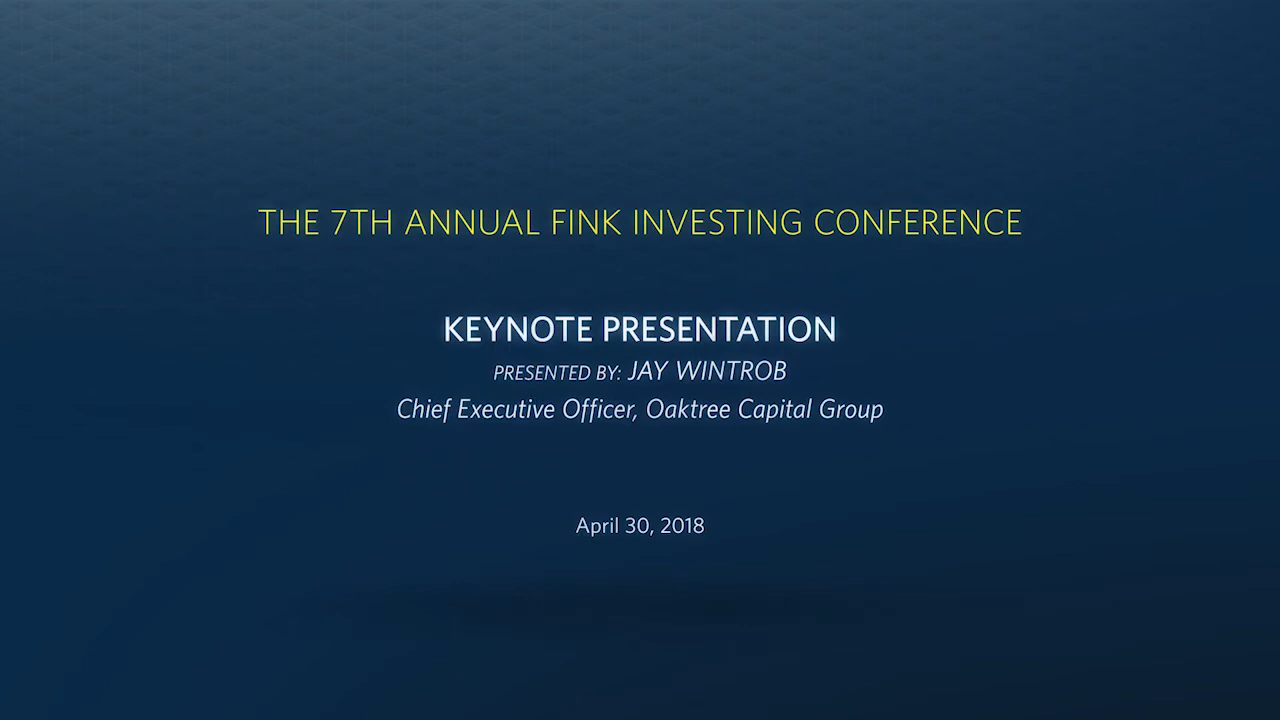 THE 7TH ANNUAL FINK INVESTING CONFERENCE
KEYNOTE PRESENTATION
PRESENTED BY: JAY WINTROB
Chief Executive Officer, Oaktree Capital Group
April 30, 2018